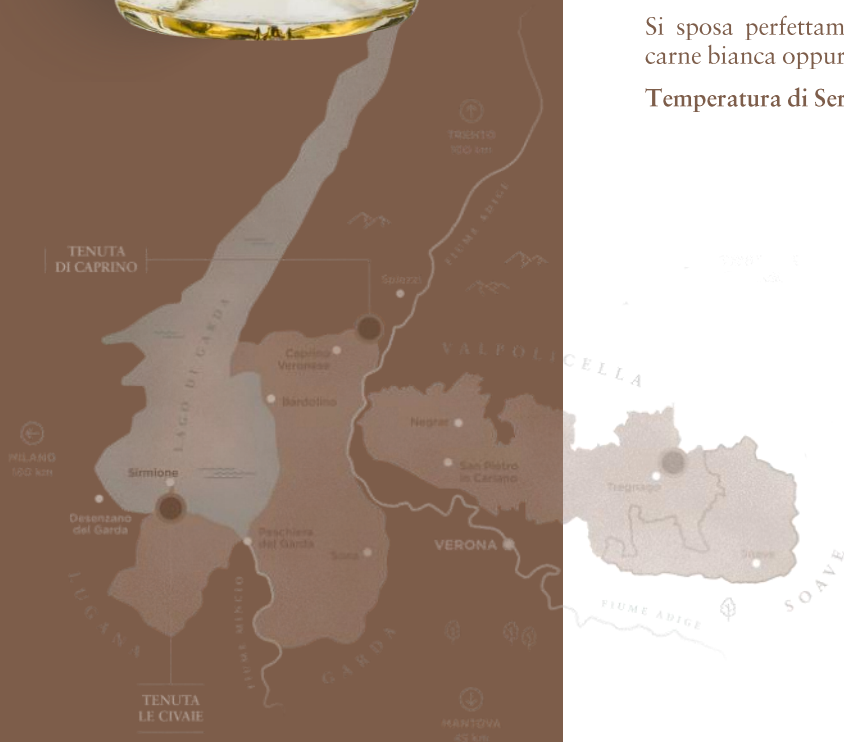 Si sposa perfettam
carne bianca oppur
Temperatura di Ser
TRENTO
100 km
FIUME ADIGE
TENUTA
DI CAPRINO
Spiazzi
LAGO DI GARDA
VALPOLICELLA
Caprino
Veronese
Bardolino
Negrar
MILANO
Sirmione
San Pietro
in Cariano
Tregnago
Desenzano
del Garda
Peschiera
del Garda
VERONA
Sona
Soave
SOAVE
LUGANA
FIUME MINCIO
FIUME ADIGE
GARDA
TENUTA
LE CIVAIE
MANTOVA
45 km